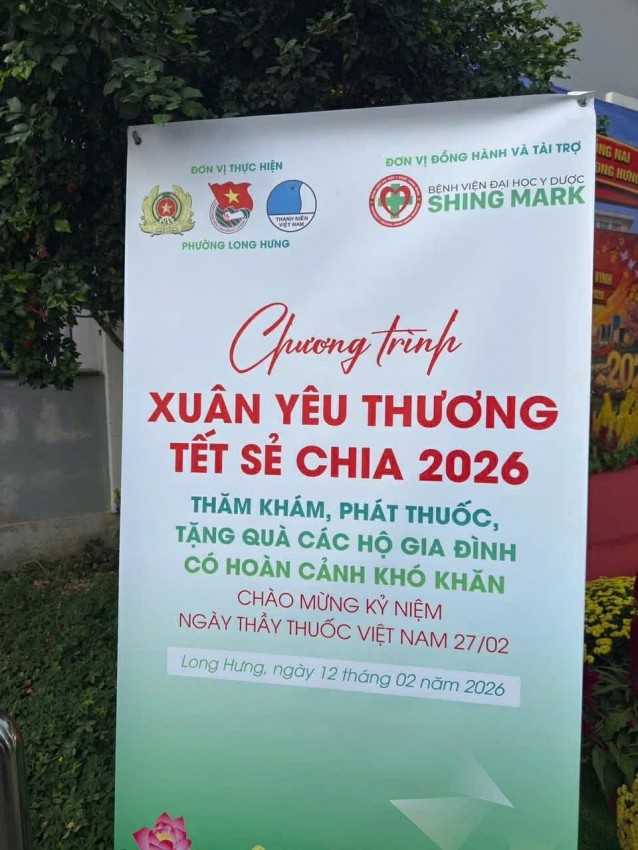 ĐƠN VỊ THỰC HIỆN
THANH NIÊN
VIỆT NAM
PHƯỜNG LONG HƯNG
ĐƠN VỊ ĐỒNG HÀNH VÀ TÀI TRỢ
BỆNH VIỆN ĐẠI HỌC Y DƯỢC
SHING MARK
Chương trình
XUÂN YÊU THƯƠNG
TẾT SẺ CHIA 2026
THĂM KHÁM, PHÁT THUỐC,
TẶNG QUÀ CÁC HỘ GIA ĐÌNH
CÓ HOÀN CẢNH KHÓ KHĂN
CHÀO MỪNG KỶ NIỆM
NGÀY THẦY THUỐC VIỆT NAM 27/02
Long Hưng, ngày 12 tháng 02 năm 2026
NAI